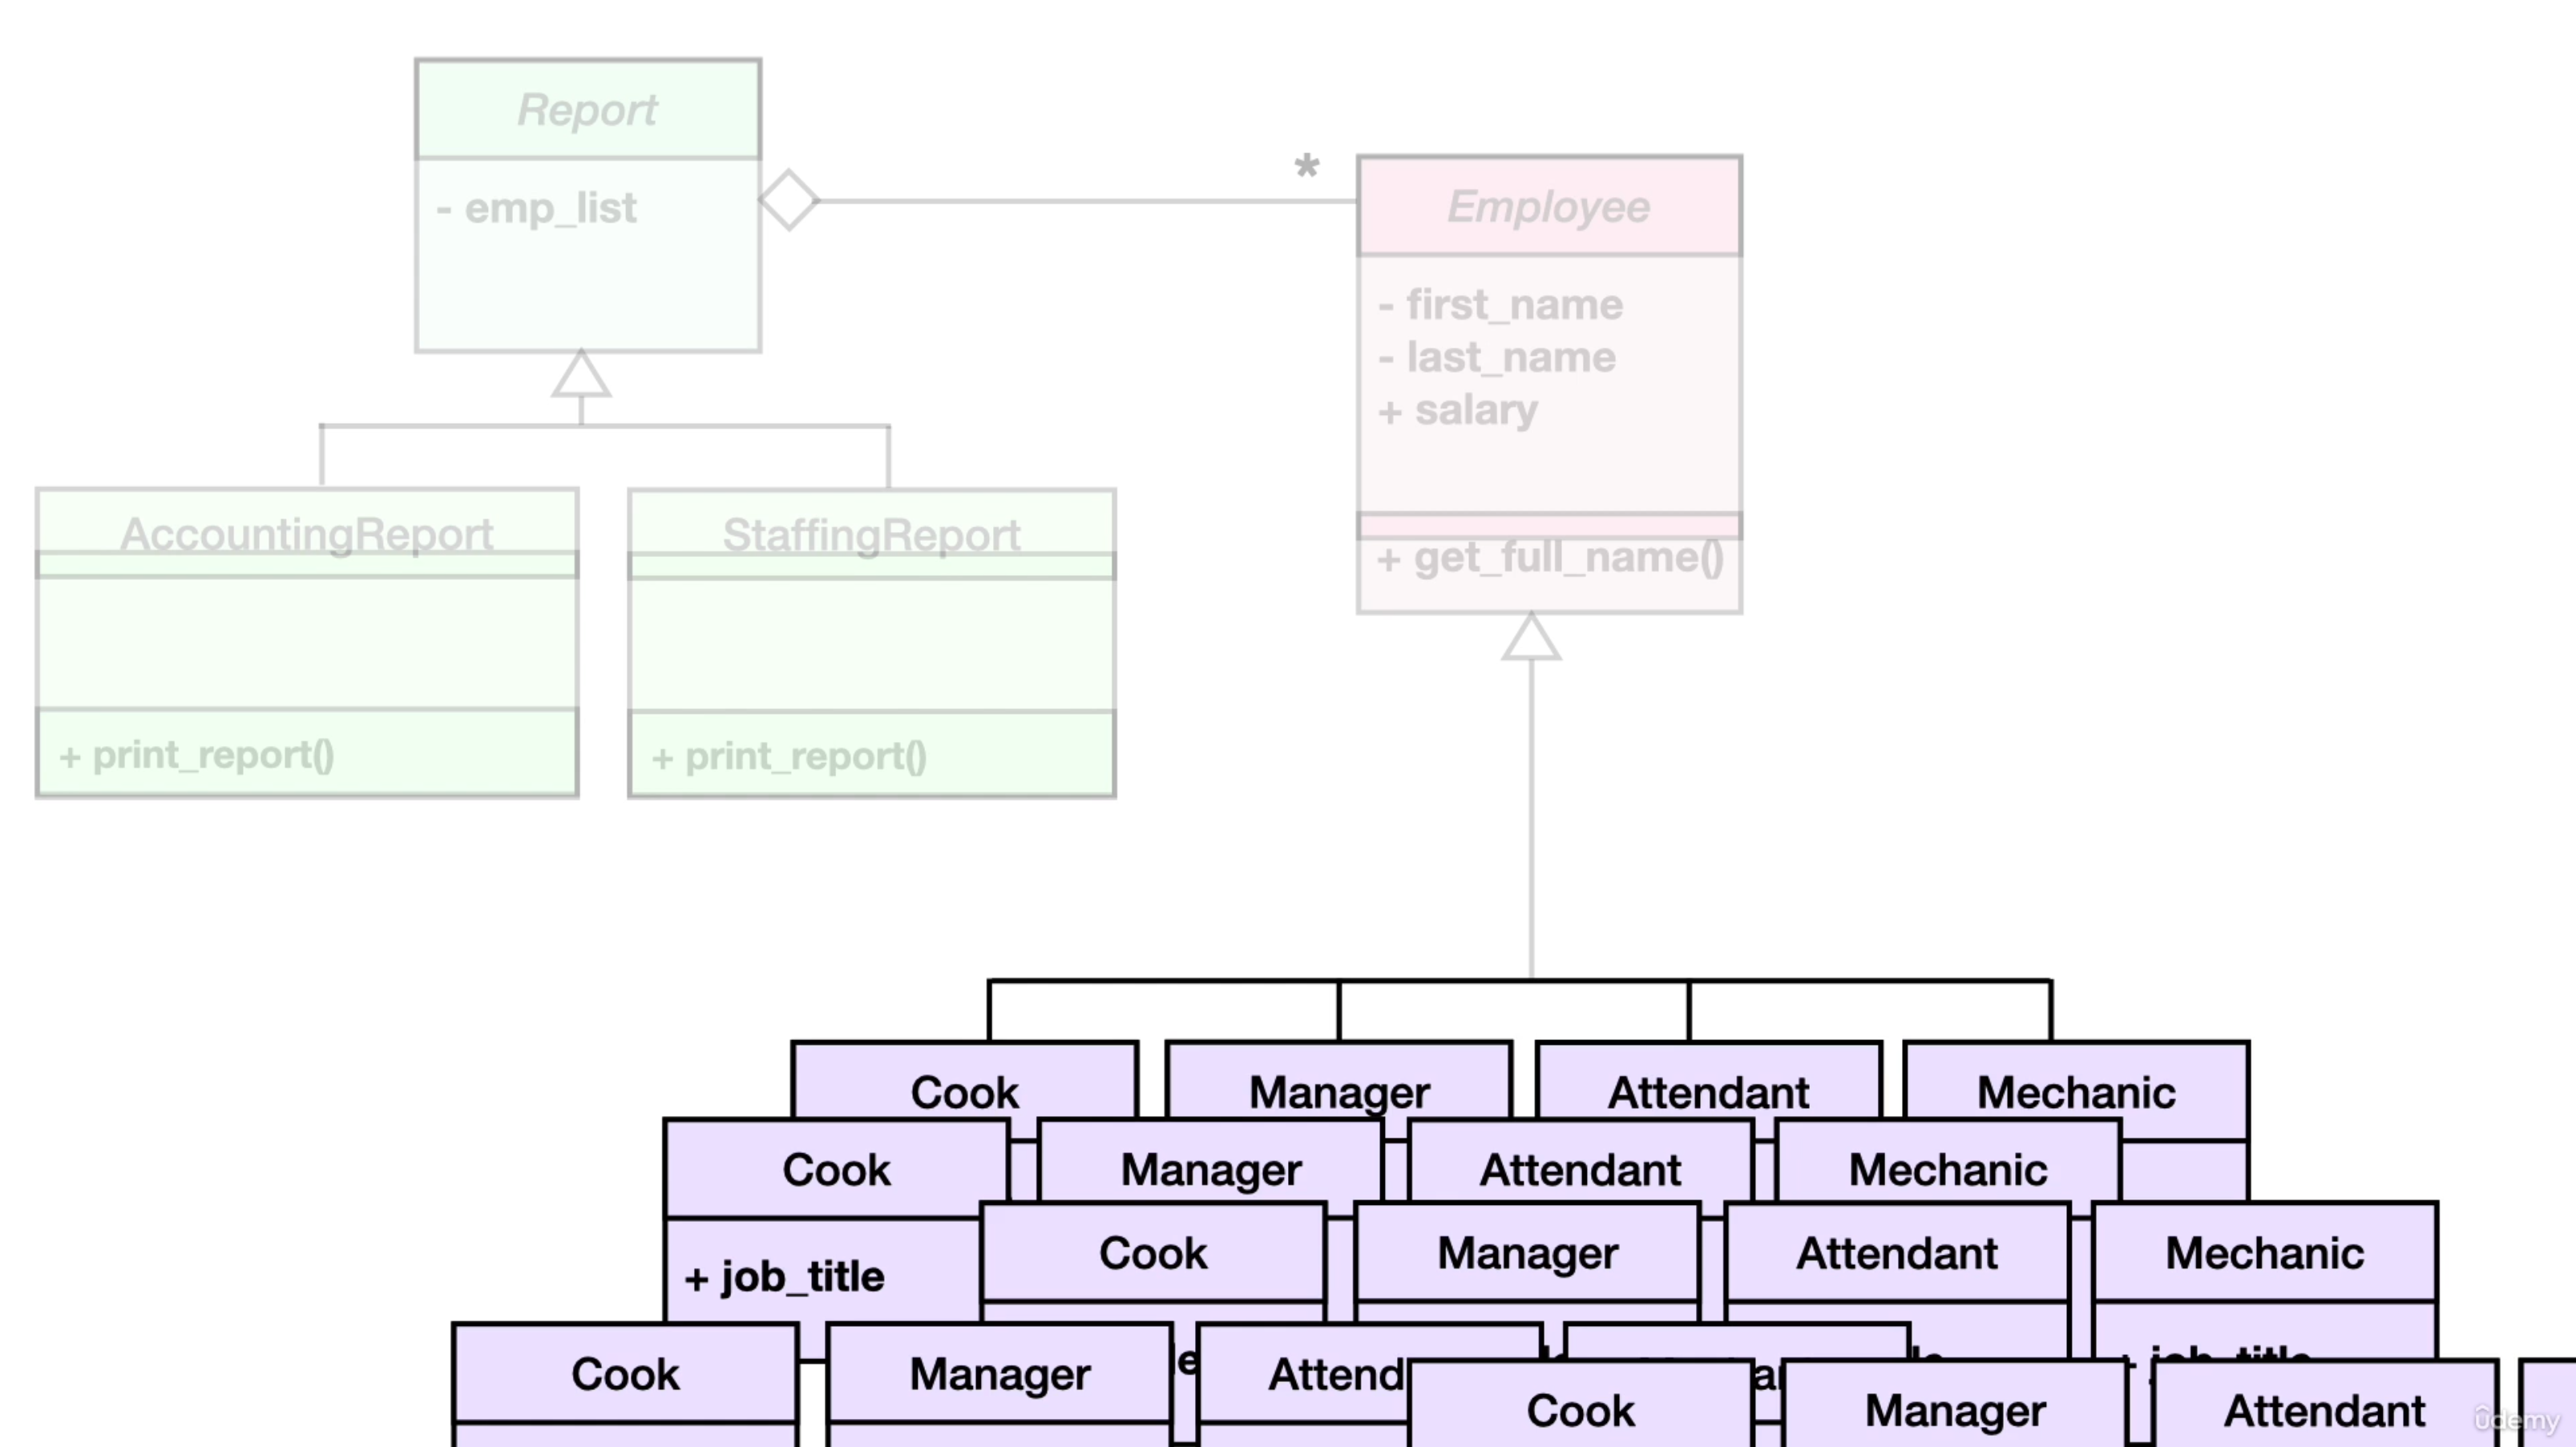 Report
- emp_list
*
Employee
- first_name
- last_name
+ salary
+ get_full_name()
AccountingReport
+ print_report()
StaffingReport
+ print_report()
Cook
Manager
Attendant
Mechanic
Cook
Manager
Attendant
Mechanic
+ job_title
Cook
Manager
Attendant
Mechanic
Cook
Manager
Attend
Cook
Manager
Attendant
ûdemy